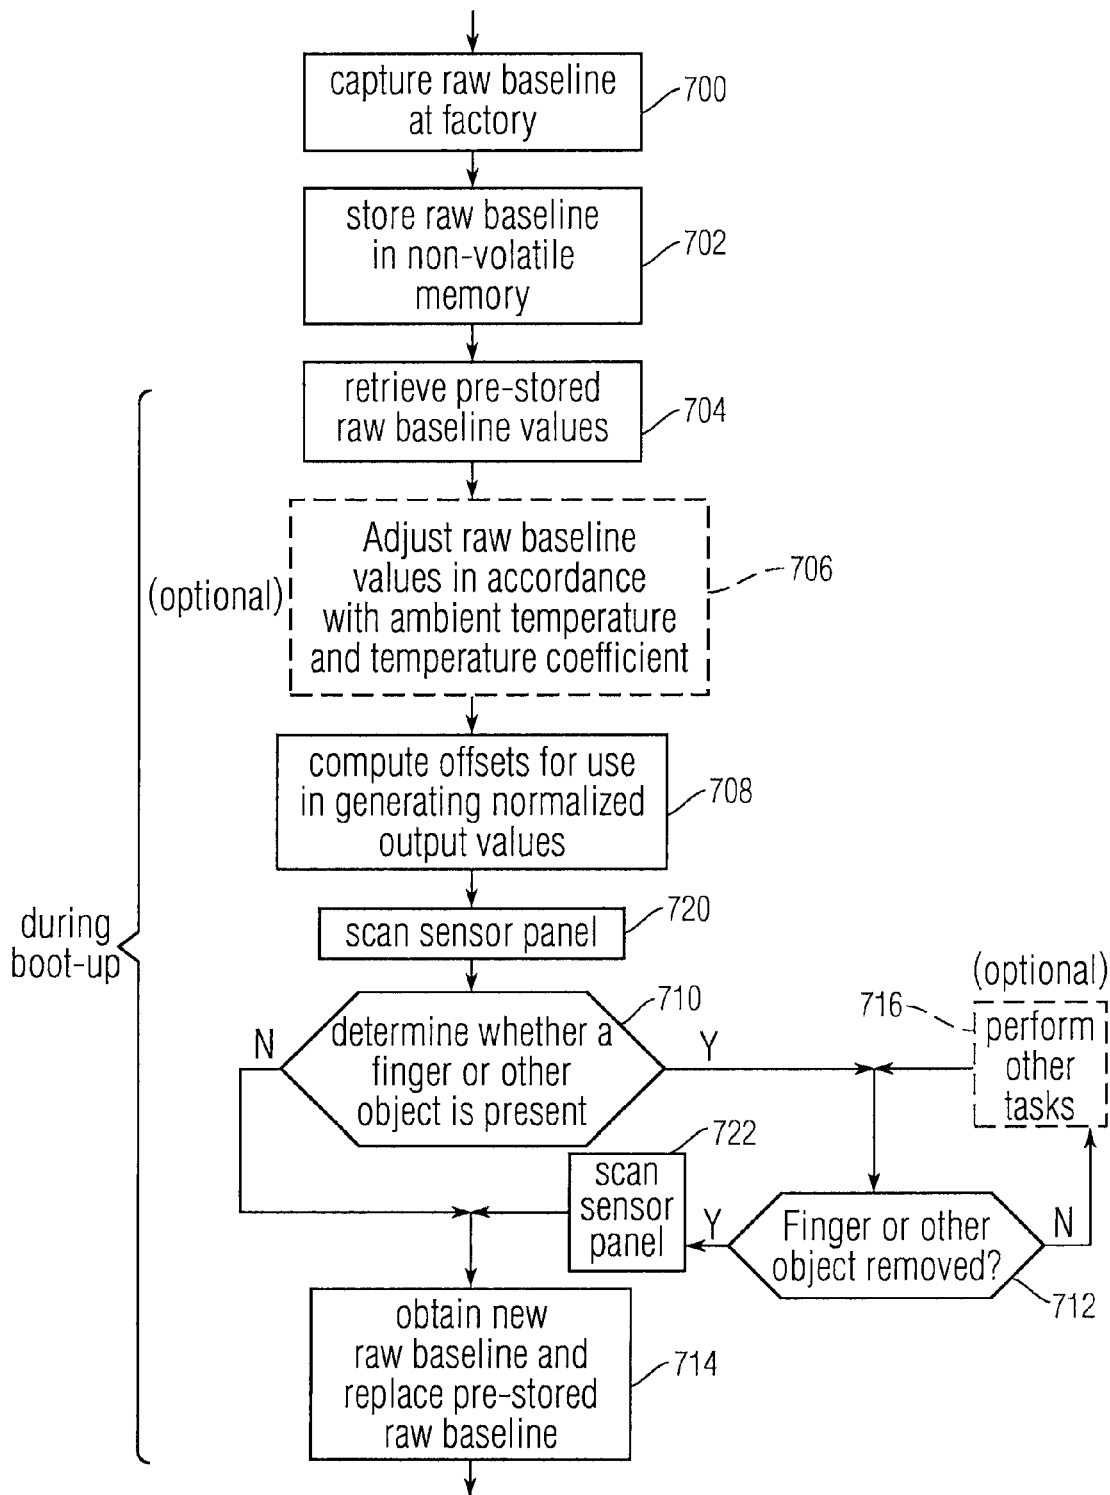 capture raw baseline
at factory
700
store raw baseline
in non-volatile
memory
702
retrieve pre-stored
raw baseline values
704
(optional)
Adjust raw baseline
values in accordance
with ambient temperature
and temperature coefficient
706
compute offsets for use
in generating normalized
output values
708
during
boot-up
scan sensor panel
720
determine whether a
finger or other
object is present
710
N
Y
(optional)
716
perform
other
tasks
722
scan
sensor
panel
Y
Finger or other
object removed?
N
712
obtain new
raw baseline and
replace pre-stored
raw baseline
714